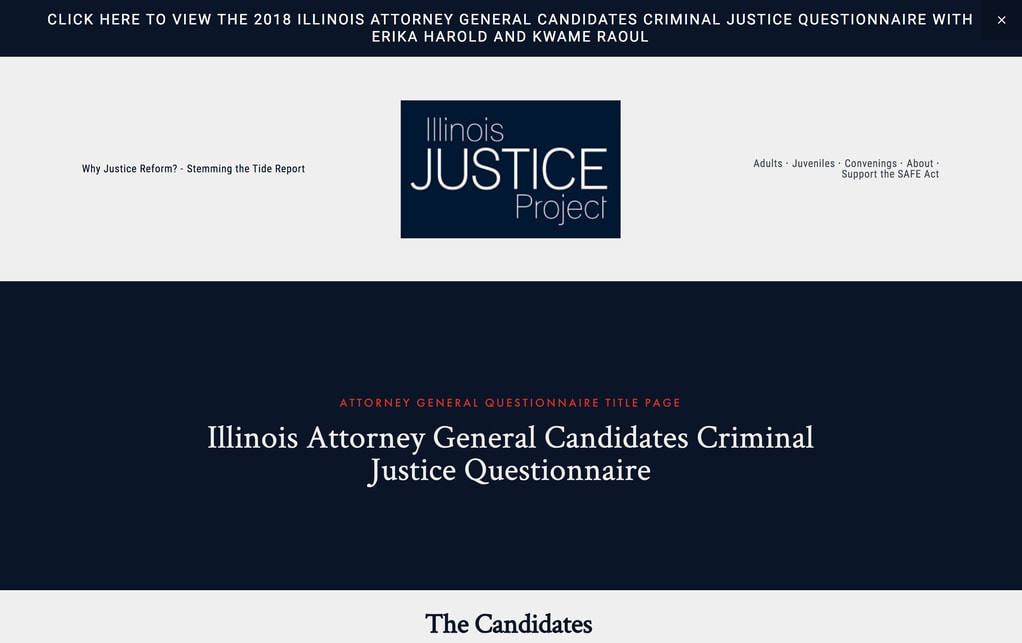 CLICK HERE TO VIEW THE 2018 ILLINOIS ATTORNEY GENERAL CANDIDATES CRIMINAL JUSTICE QUESTIONNAIRE WITH
ERIKA HAROLD AND KWAME RAOUL
Why Justice Reform? - Stemming the Tide Report
Illinois
JUSTICE
Project
Adults · Juveniles · Convenings · About ·
Support the SAFE Act
ATTORNEY GENERAL QUESTIONNAIRE TITLE PAGE
Illinois Attorney General Candidates Criminal
Justice Questionnaire
The Candidates